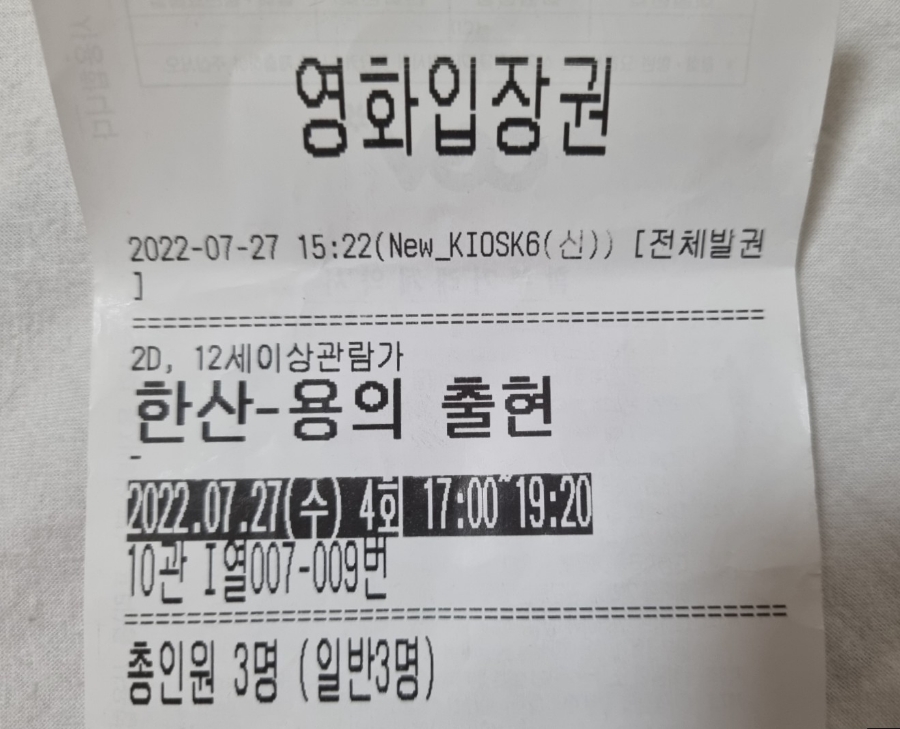 영화입장권
2022-07-27 15:22(New_KIOSK6(신)) [전체발권
]
==========================================
2D, 12세이상관람가
한산-용의 출현
-
2022.07.27(수) 4회 17:00~19:20
10관 I열007-009번
==========================================
총인원 3명 (일반3명)